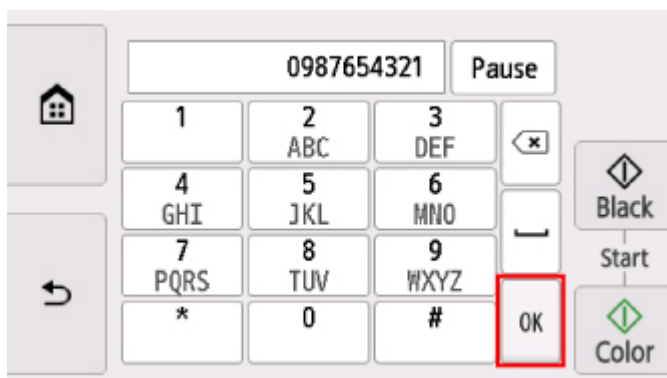 0987654321 Pause
1 2 3
ABC DEF
4 5 6
GHI JKL MNO
7 8 9
PQRS TUV WXYZ
* 0 # OK
Black
Start
Color